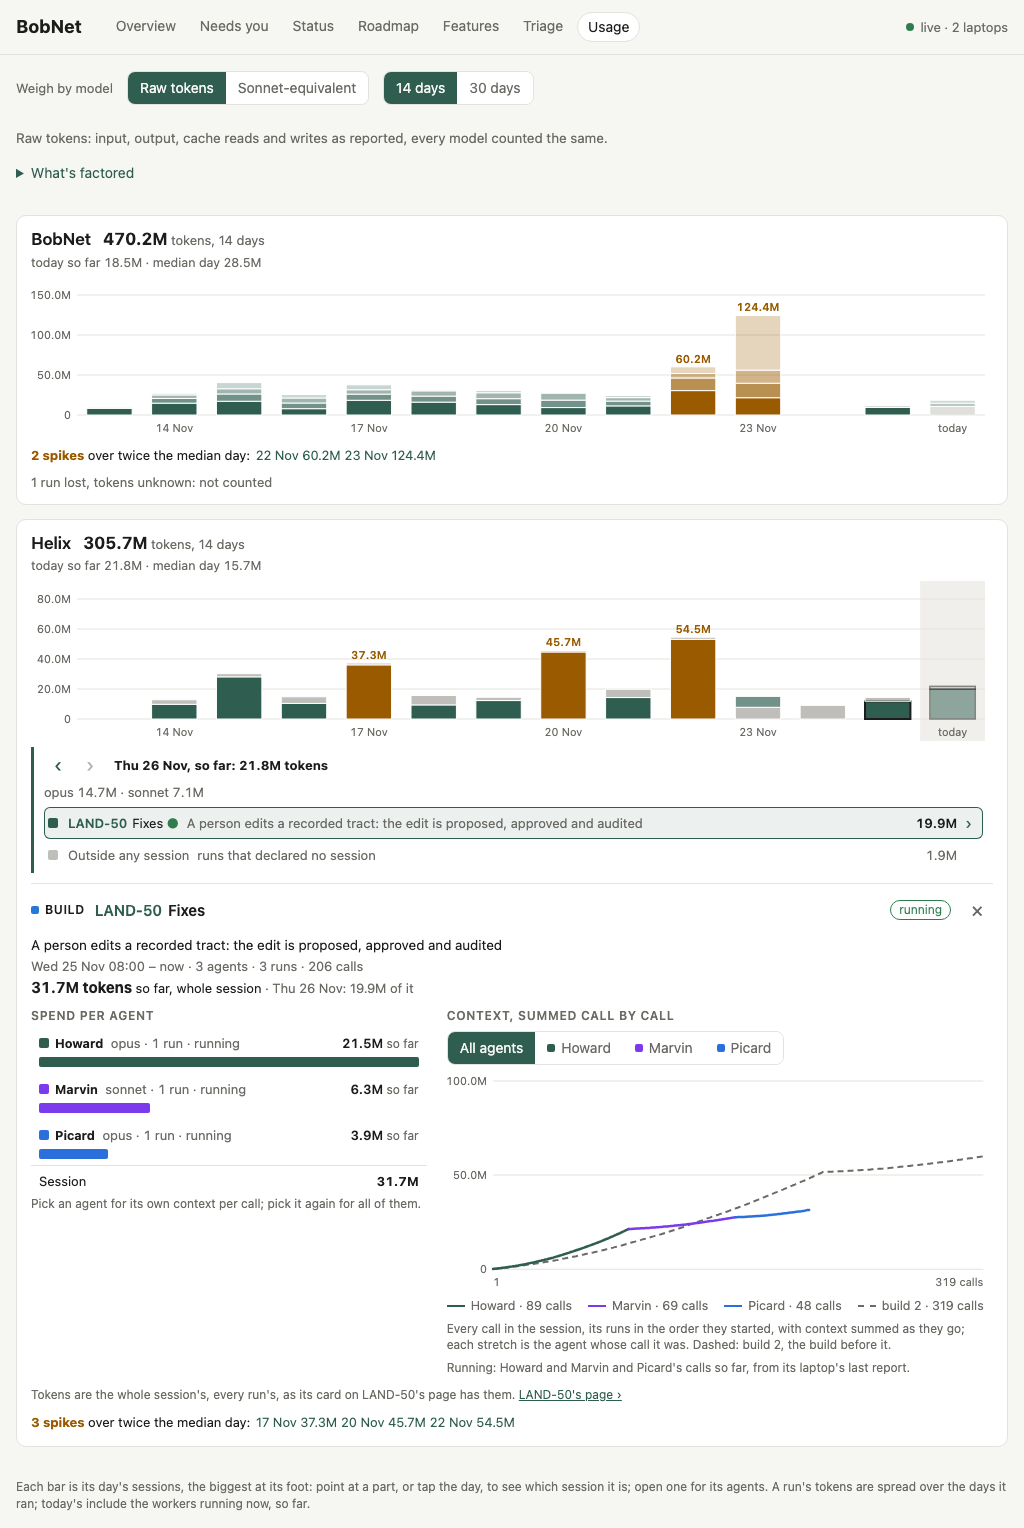 BobNet Overview Needs you Status Roadmap Features Triage Usage live · 2 laptops
Weigh by model Raw tokens Sonnet-equivalent 14 days 30 days
Raw tokens: input, output, cache reads and writes as reported, every model counted the same.
What's factored
BobNet 470.2M tokens, 14 days
today so far 18.5M · median day 28.5M
150.0M
124.4M
100.0M
60.2M
50.0M
0
14 Nov 17 Nov 20 Nov 23 Nov today
2 spikes over twice the median day: 22 Nov 60.2M 23 Nov 124.4M
1 run lost, tokens unknown: not counted
Helix 305.7M tokens, 14 days
today so far 21.8M · median day 15.7M
80.0M
60.0M
54.5M
45.7M
37.3M
40.0M
20.0M
0
14 Nov 17 Nov 20 Nov 23 Nov today
‹ › Thu 26 Nov, so far: 21.8M tokens
opus 14.7M · sonnet 7.1M
LAND-50 Fixes A person edits a recorded tract: the edit is proposed, approved and audited 19.9M ›
Outside any session runs that declared no session 1.9M
BUILD LAND-50 Fixes running ×
A person edits a recorded tract: the edit is proposed, approved and audited
Wed 25 Nov 08:00 – now · 3 agents · 3 runs · 206 calls
31.7M tokens so far, whole session · Thu 26 Nov: 19.9M of it
SPEND PER AGENT
Howard opus · 1 run · running 21.5M so far
Marvin sonnet · 1 run · running 6.3M so far
Picard opus · 1 run · running 3.9M so far
Session 31.7M
Pick an agent for its own context per call; pick it again for all of them.
CONTEXT, SUMMED CALL BY CALL
All agents Howard Marvin Picard
100.0M
50.0M
0
1 319 calls
Howard · 89 calls Marvin · 69 calls Picard · 48 calls build 2 · 319 calls
Every call in the session, its runs in the order they started, with context summed as they go;
each stretch is the agent whose call it was. Dashed: build 2, the build before it.
Running: Howard and Marvin and Picard's calls so far, from its laptop's last report.
Tokens are the whole session's, every run's, as its card on LAND-50's page has them. LAND-50's page ›
3 spikes over twice the median day: 17 Nov 37.3M 20 Nov 45.7M 22 Nov 54.5M
Each bar is its day's sessions, the biggest at its foot: point at a part, or tap the day, to see which session it is; open one for its agents. A run's tokens are spread over the days it
ran; today's include the workers running now, so far.